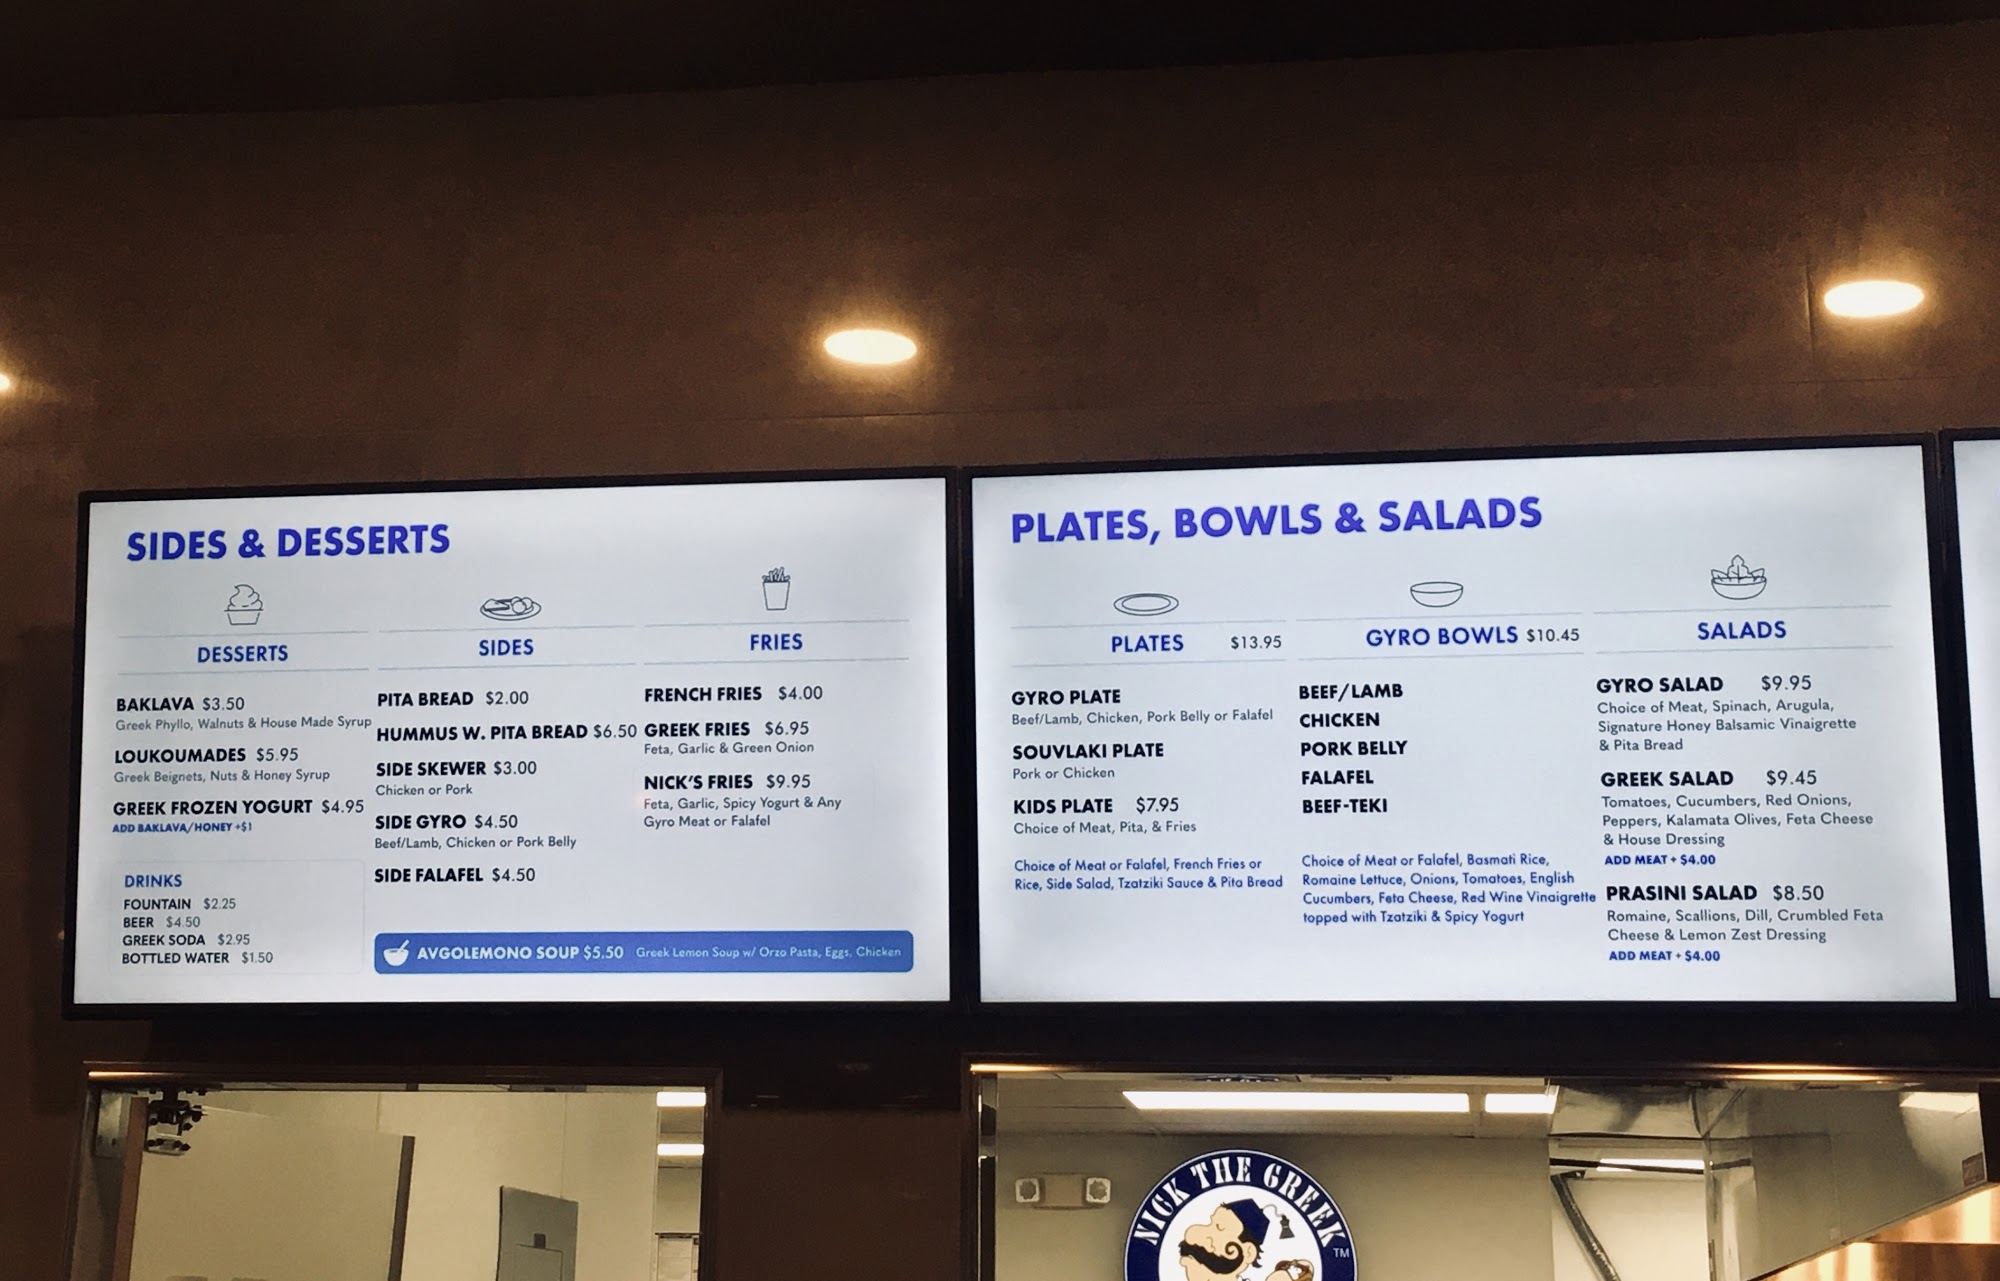 SIDES & DESSERTS
DESSERTS
BAKLAVA $3.50
Greek Phyllo, Walnuts & House Made Syrup
LOUKOUMADES $5.95
Greek Beignets, Nuts & Honey Syrup
GREEK FROZEN YOGURT $4.95
ADD BAKLAVA/HONEY +$1
DRINKS
FOUNTAIN $2.25
BEER $4.50
GREEK SODA $2.95
BOTTLED WATER $1.50
SIDES
PITA BREAD $2.00
HUMMUS W. PITA BREAD $6.50
SIDE SKEWER $3.00
Chicken or Pork
SIDE GYRO $4.50
Beef/Lamb, Chicken or Pork Belly
SIDE FALAFEL $4.50
FRIES
FRENCH FRIES $4.00
GREEK FRIES $6.95
Feta, Garlic & Green Onion
NICK'S FRIES $9.95
Feta, Garlic, Spicy Yogurt & Any
Gyro Meat or Falafel
AVGOLEMONO SOUP $5.50 Greek Lemon Soup w/ Orzo Pasta, Eggs, Chicken
PLATES, BOWLS & SALADS
PLATES $13.95
GYRO PLATE
Beef/Lamb, Chicken, Pork Belly or Falafel
SOUVLAKI PLATE
Pork or Chicken
KIDS PLATE $7.95
Choice of Meat, Pita, & Fries
Choice of Meat or Falafel, French Fries or
Rice, Side Salad, Tzatziki Sauce & Pita Bread
GYRO BOWLS $10.45
BEEF/LAMB
CHICKEN
PORK BELLY
FALAFEL
BEEF-TEKI
Choice of Meat or Falafel, Basmati Rice,
Romaine Lettuce, Onions, Tomatoes, English
Cucumbers, Feta Cheese, Red Wine Vinaigrette
topped with Tzatziki & Spicy Yogurt
SALADS
GYRO SALAD $9.95
Choice of Meat, Spinach, Arugula,
Signature Honey Balsamic Vinaigrette
& Pita Bread
GREEK SALAD $9.45
Tomatoes, Cucumbers, Red Onions,
Peppers, Kalamata Olives, Feta Cheese
& House Dressing
ADD MEAT + $4.00
PRASINI SALAD $8.50
Romaine, Scallions, Dill, Crumbled Feta
Cheese & Lemon Zest Dressing
ADD MEAT + $4.00
NICK THE GREEK
TM